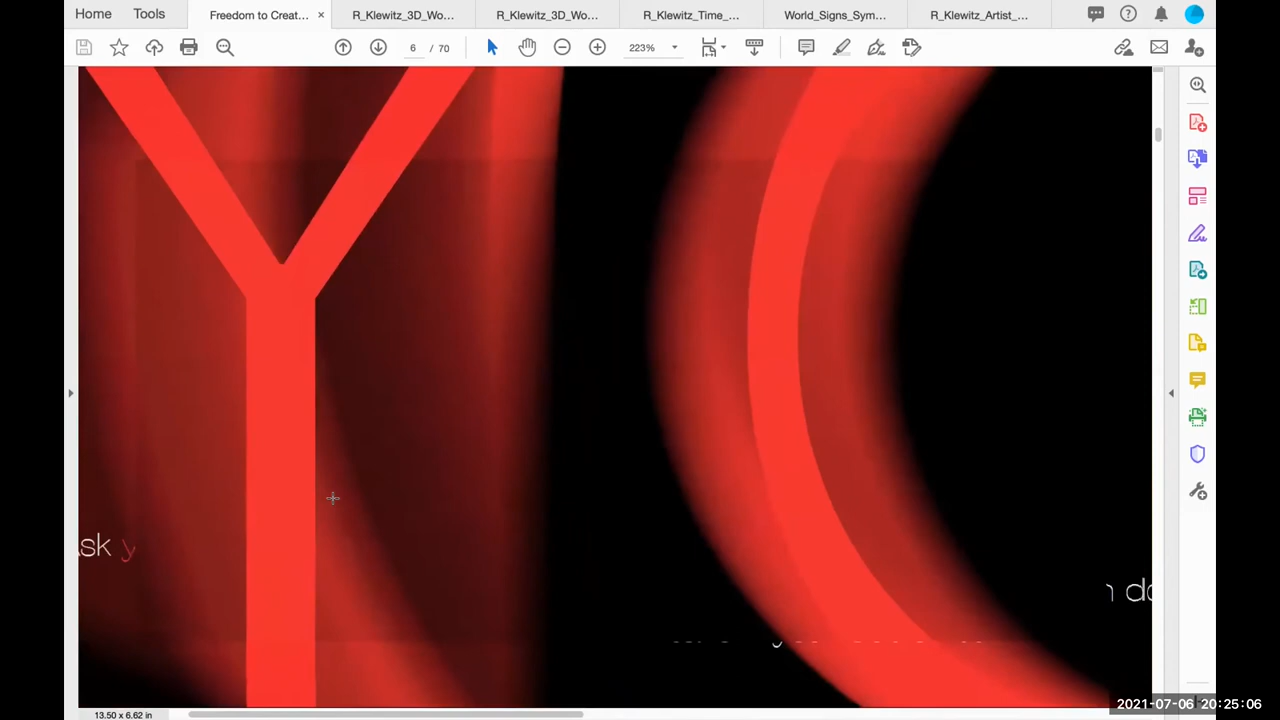 Home Tools Freedom to Creat... × R_Klewitz_3D_Wo... R_Klewitz_3D_Wo... R_Klewitz_Time_... World_Signs_Sym... R_Klewitz_Artist_...
6 / 70 223%
Y
sk y
do
13.50 x 6.62 in
2021-07-06 20:25:06